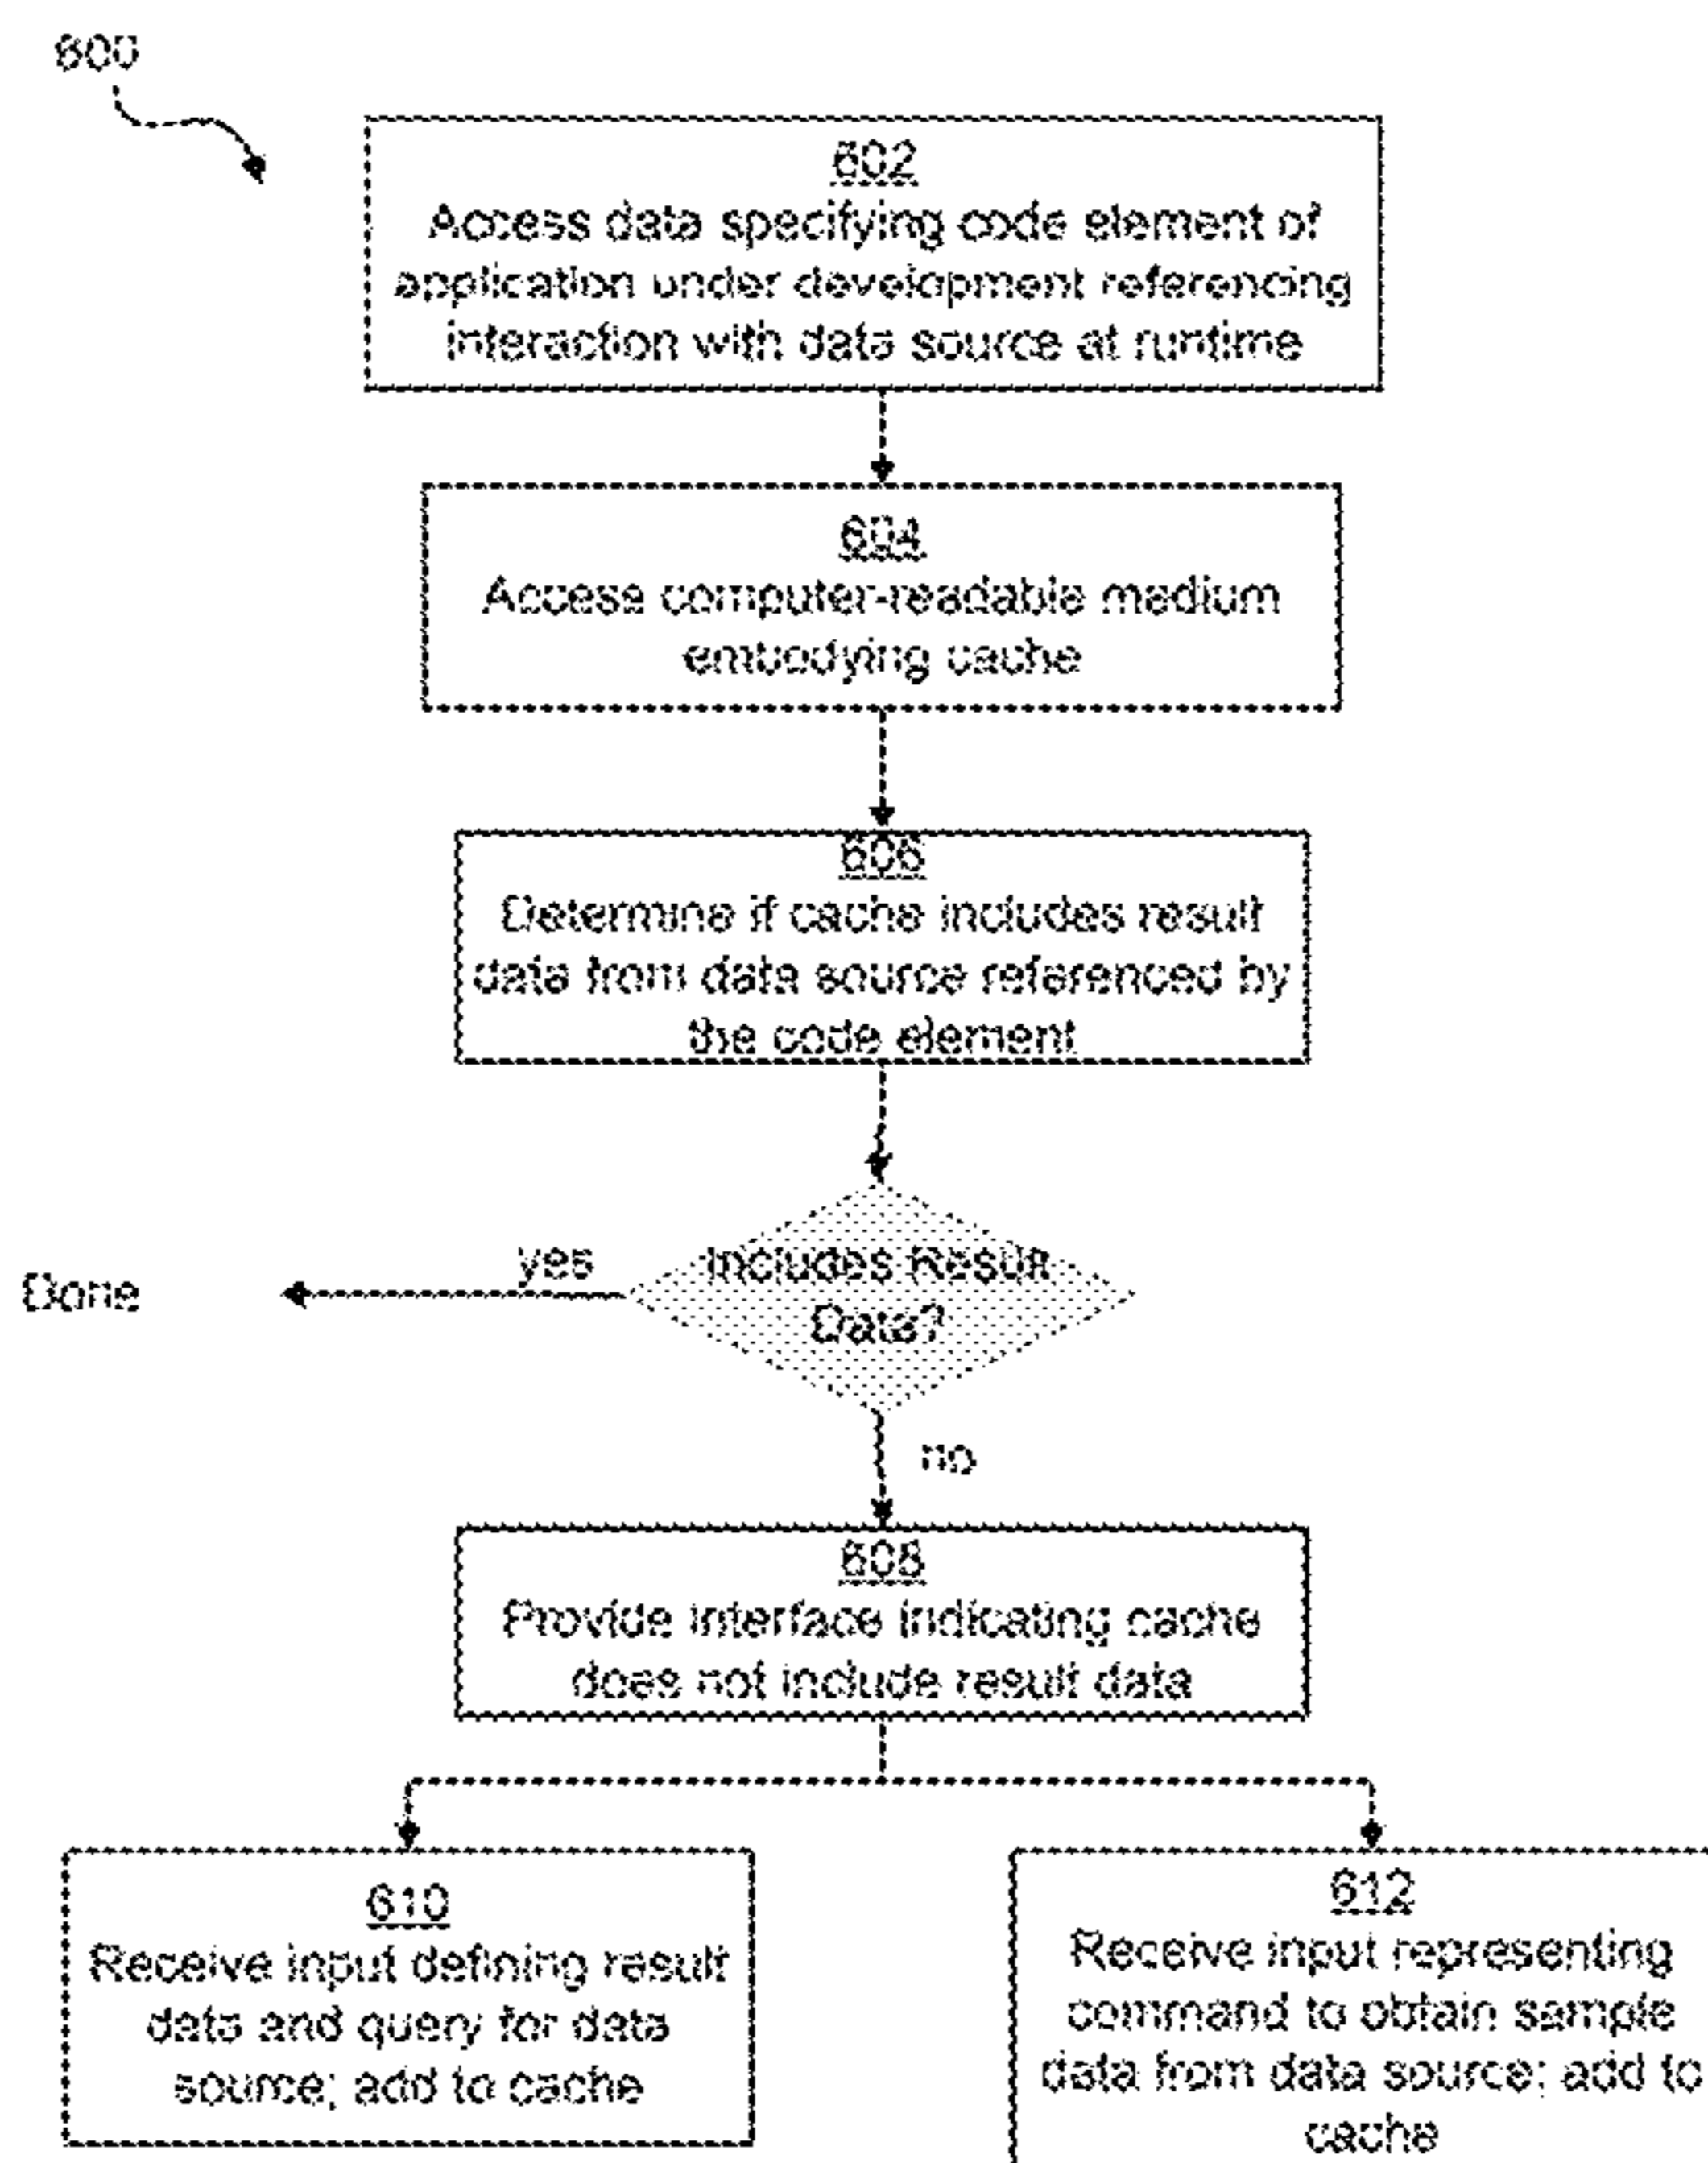 600
602
Access data specifying code element of
application under development referencing
interaction with data source at runtime
604
Access computer-readable medium
embodying cache
606
Determine if cache includes result
data from data source referenced by
the code element
Includes Result
Data?
yes
Done
no
608
Provide interface indicating cache
does not include result data
610
Receive input defining result
data and query for data
source; add to cache
612
Receive input representing
command to obtain sample
data from data source; add to
cache